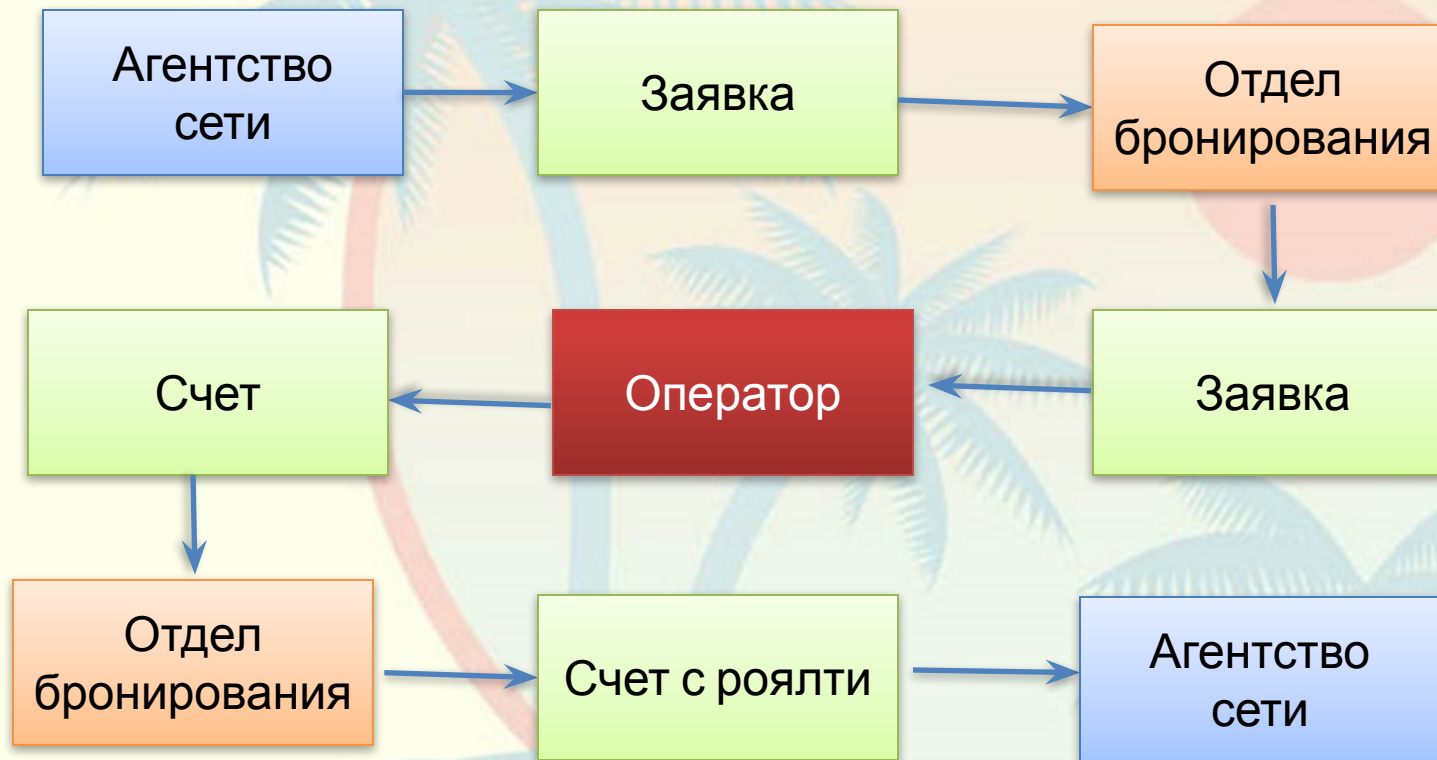 Агентство
сети
Заявка
Отдел
бронирования
Счет
Оператор
Заявка
Отдел
бронирования
Счет с роялти
Агентство
сети